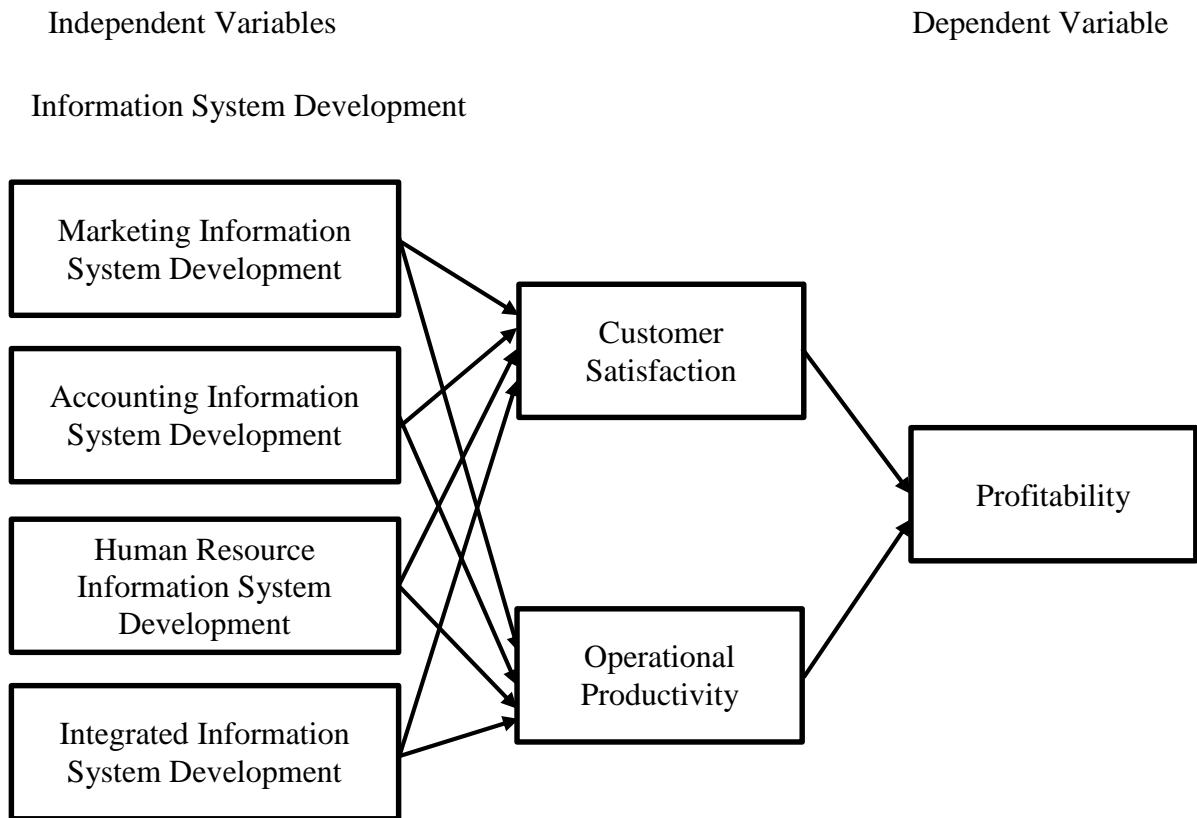 Independent Variables
Dependent Variable
Information System Development
Marketing Information
System Development
Accounting Information
System Development
Human Resource
Information System
Development
Integrated Information
System Development
Customer
Satisfaction
Operational
Productivity
Profitability